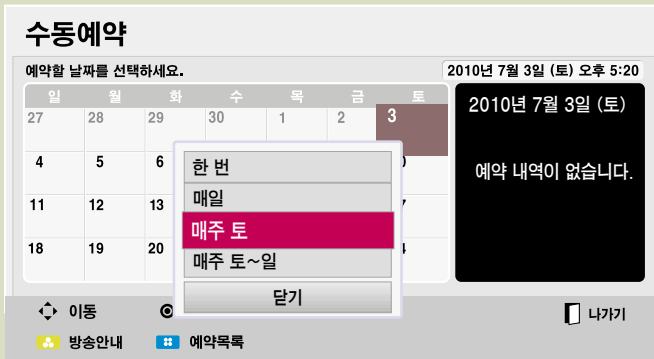 수동예약
예약할 날짜를 선택하세요.
2010년 7월 3일 (토) 오후 5:20
일 월 화 수 목 금 토
27 28 29 30 1 2 3
4 5 6
11 12 13
18 19 20
한 번
매일
매주 토
매주 토~일
닫기
2010년 7월 3일 (토)
예약 내역이 없습니다.
이동
나가기
방송안내 예약목록